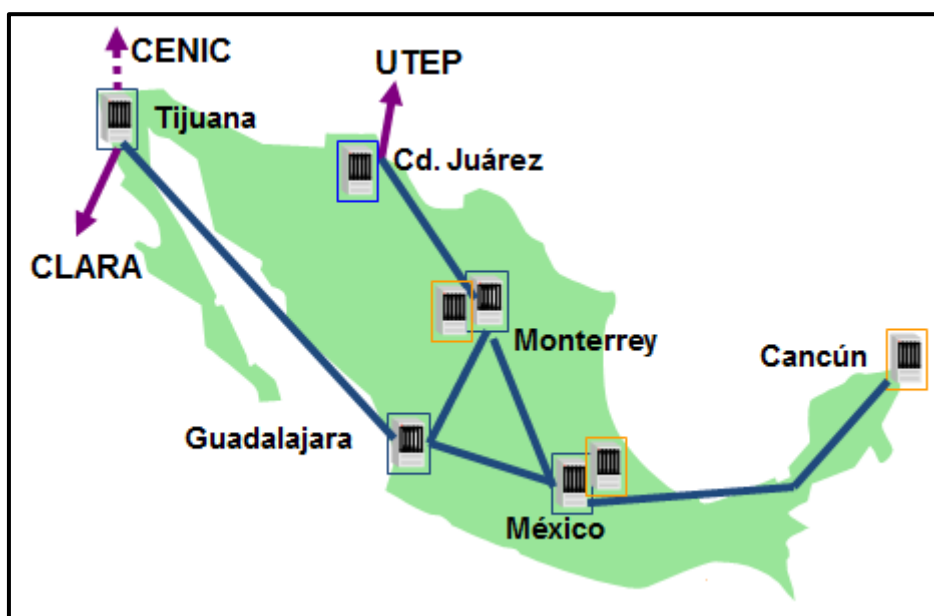 CENIC
UTEP
Tijuana
Cd. Juárez
CLARA
Monterrey
Cancún
Guadalajara
México